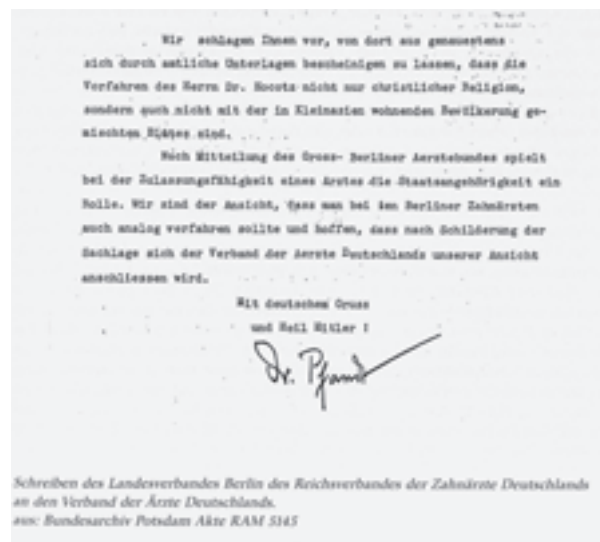 Wir schlagen Ihnen vor, von dort aus genauestens
sich durch amtliche Unterlagen bescheinigen zu lassen, dass die
Vorfahren des Herrn Dr. nicht nur christlicher Religion,
sondern auch nicht mit der in Kleinasien wohnenden Bevölkerung ge-
mischten sind.
Nach Mitteilung des Gross- Berliner Aerztebundes spielt
bei der Zulassungsfähigkeit eines Arztes die Staatsangehörigkeit ein
Rolle. Wir sind der Ansicht, dass man bei den Berliner Zahnärzten
auch analog verfahren sollte und hoffen, dass nach Schilderung der
Sachlage sich der Verband der Aerzte Deutschlands unserer Ansicht
anschliessen wird.
Mit deutschem Gruss
und Heil Hitler !
Dr.
Schreiben des Landesverbandes Berlin des Reichsverbandes der Zahnärzte Deutschlands
an den Verband der Ärzte Deutschlands.
aus: Bundesarchiv Potsdam Akte RAM 5145